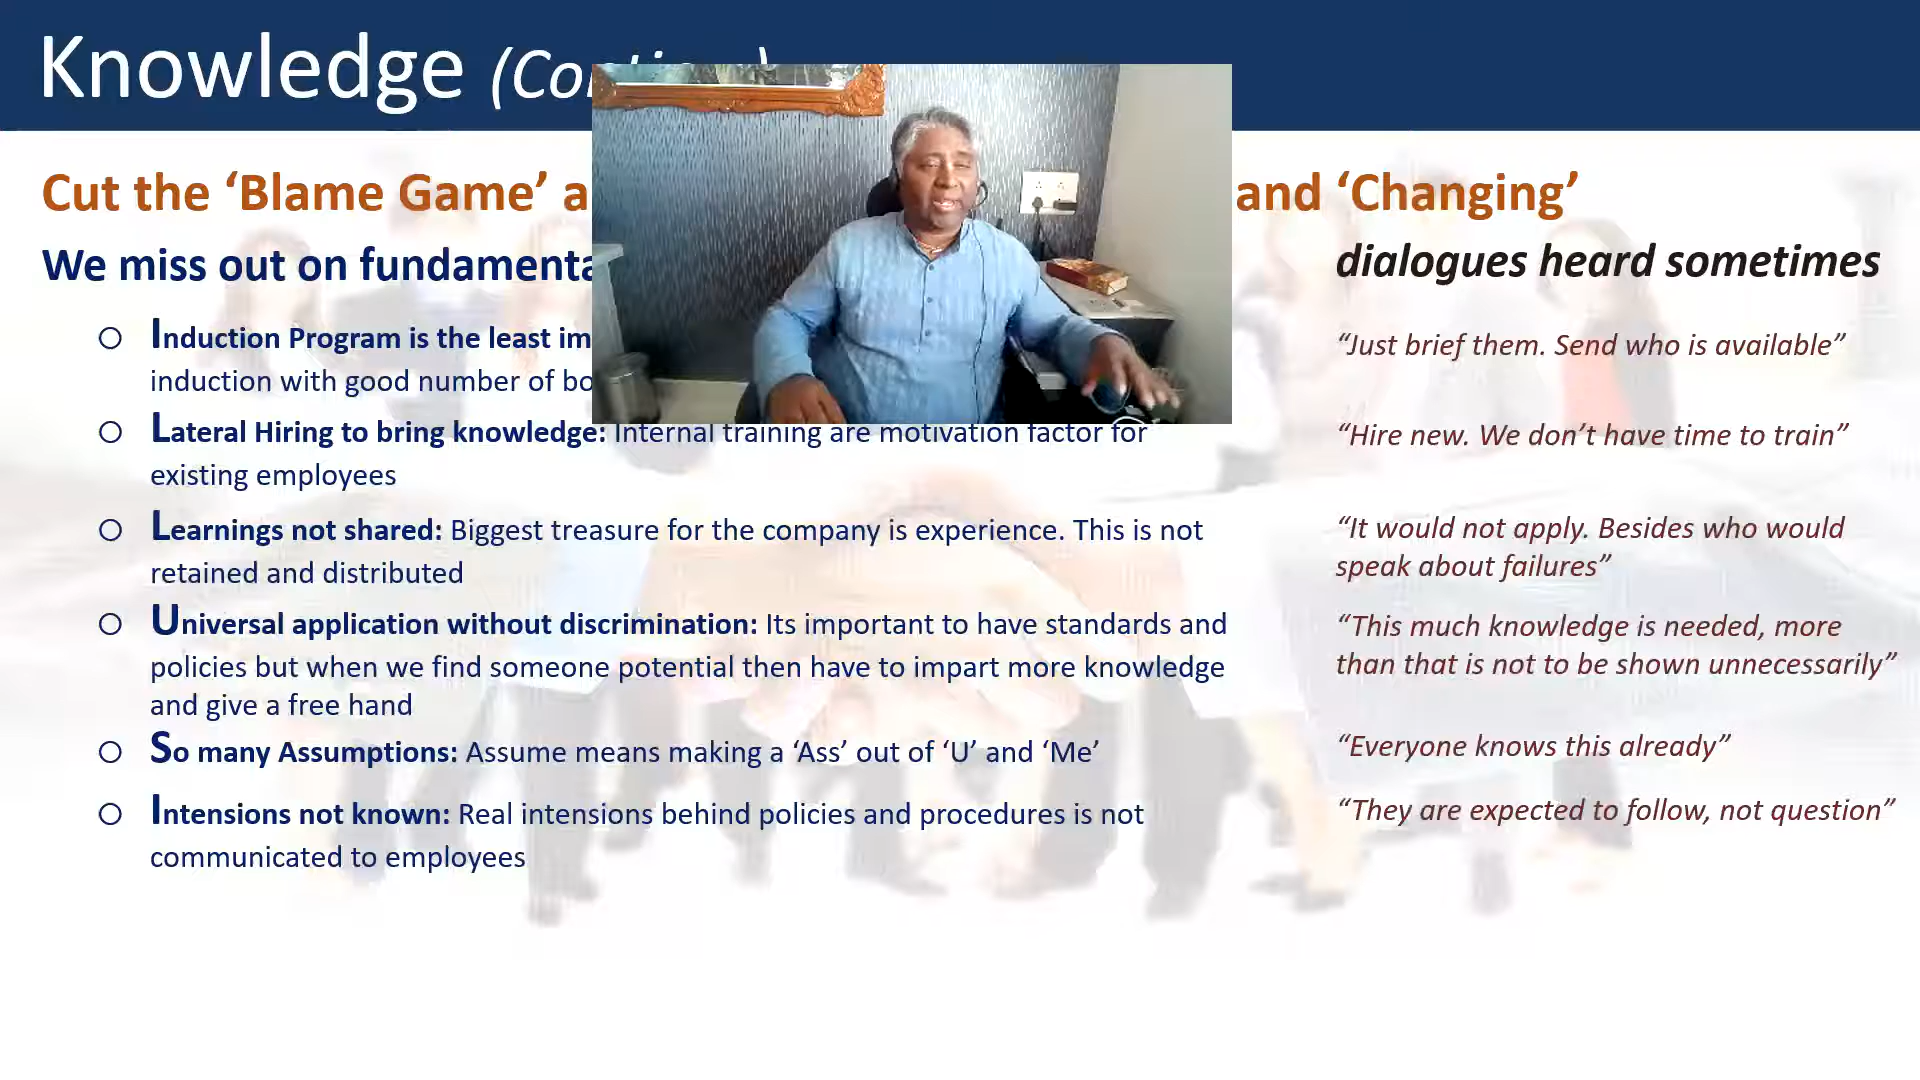 Knowledge
Cut the ‘Blame Game’ and ‘Changing’
We miss out on
dialogues heard sometimes
Induction Program is the least
induction with good number of
“Just brief them. Send who is available”
Lateral Hiring to bring knowledge: Internal training are motivation factor for
existing employees
“Hire new. We don’t have time to train”
Learnings not shared: Biggest treasure for the company is experience. This is not
retained and distributed
“It would not apply. Besides who would
speak about failures”
Universal application without discrimination: Its important to have standards and
policies but when we find someone potential then have to impart more knowledge
and give a free hand
“This much knowledge is needed, more
than that is not to be shown unnecessarily”
So many Assumptions: Assume means making a ‘Ass’ out of ‘U’ and ‘Me’
“Everyone knows this already”
Intensions not known: Real intensions behind policies and procedures is not
communicated to employees
“They are expected to follow, not question”